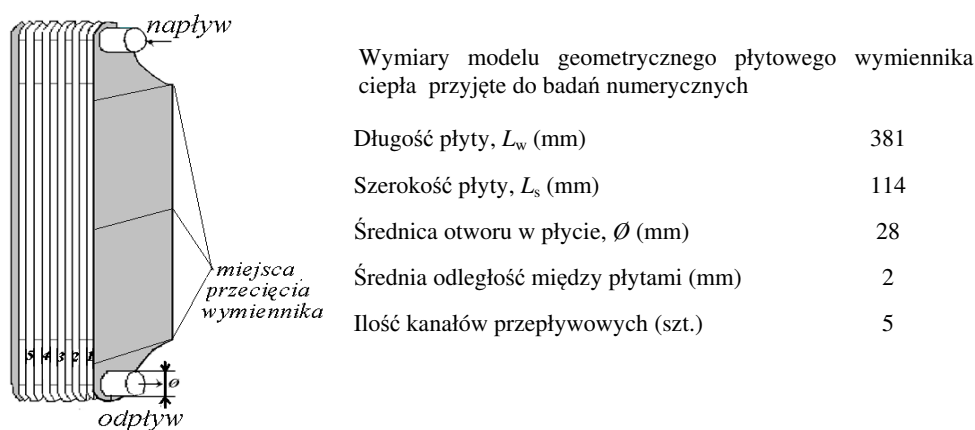 napływ
miejsca
przecięcia
wymiennika
5 4 3 2 1
ø
odpływ
Wymiary modelu geometrycznego płytowego wymiennika
ciepła przyjęte do badań numerycznych
Długość płyty, Lw (mm) 381
Szerokość płyty, Ls (mm) 114
Średnica otworu w płycie, Ø (mm) 28
Średnia odległość między płytami (mm) 2
Ilość kanałów przepływowych (szt.) 5